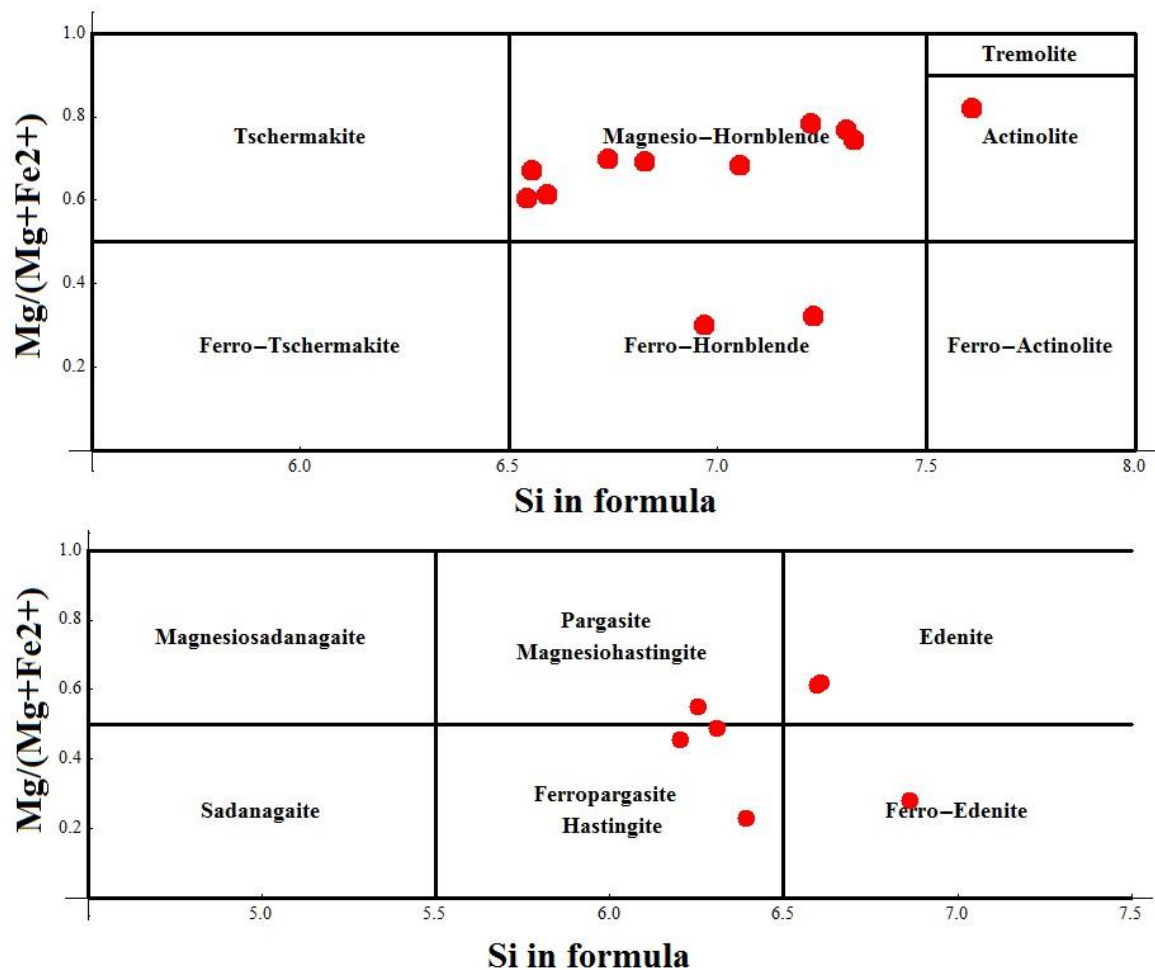 1.0
Tremolite
0.8
Tschermakite
Magnesio−Hornblende
Actinolite
0.6
Mg/(Mg+Fe2+)
0.4
Ferro−Tschermakite
Ferro−Hornblende
Ferro−Actinolite
0.2
6.0
6.5
7.0
7.5
8.0
Si in formula
1.0
0.8
Pargasite
Magnesiosadanagaite
Edenite
Magnesiohastingite
0.6
Mg/(Mg+Fe2+)
0.4
Ferropargasite
Sadanagaite
Ferro−Edenite
Hastingite
0.2
5.0
5.5
6.0
6.5
7.0
7.5
Si in formula